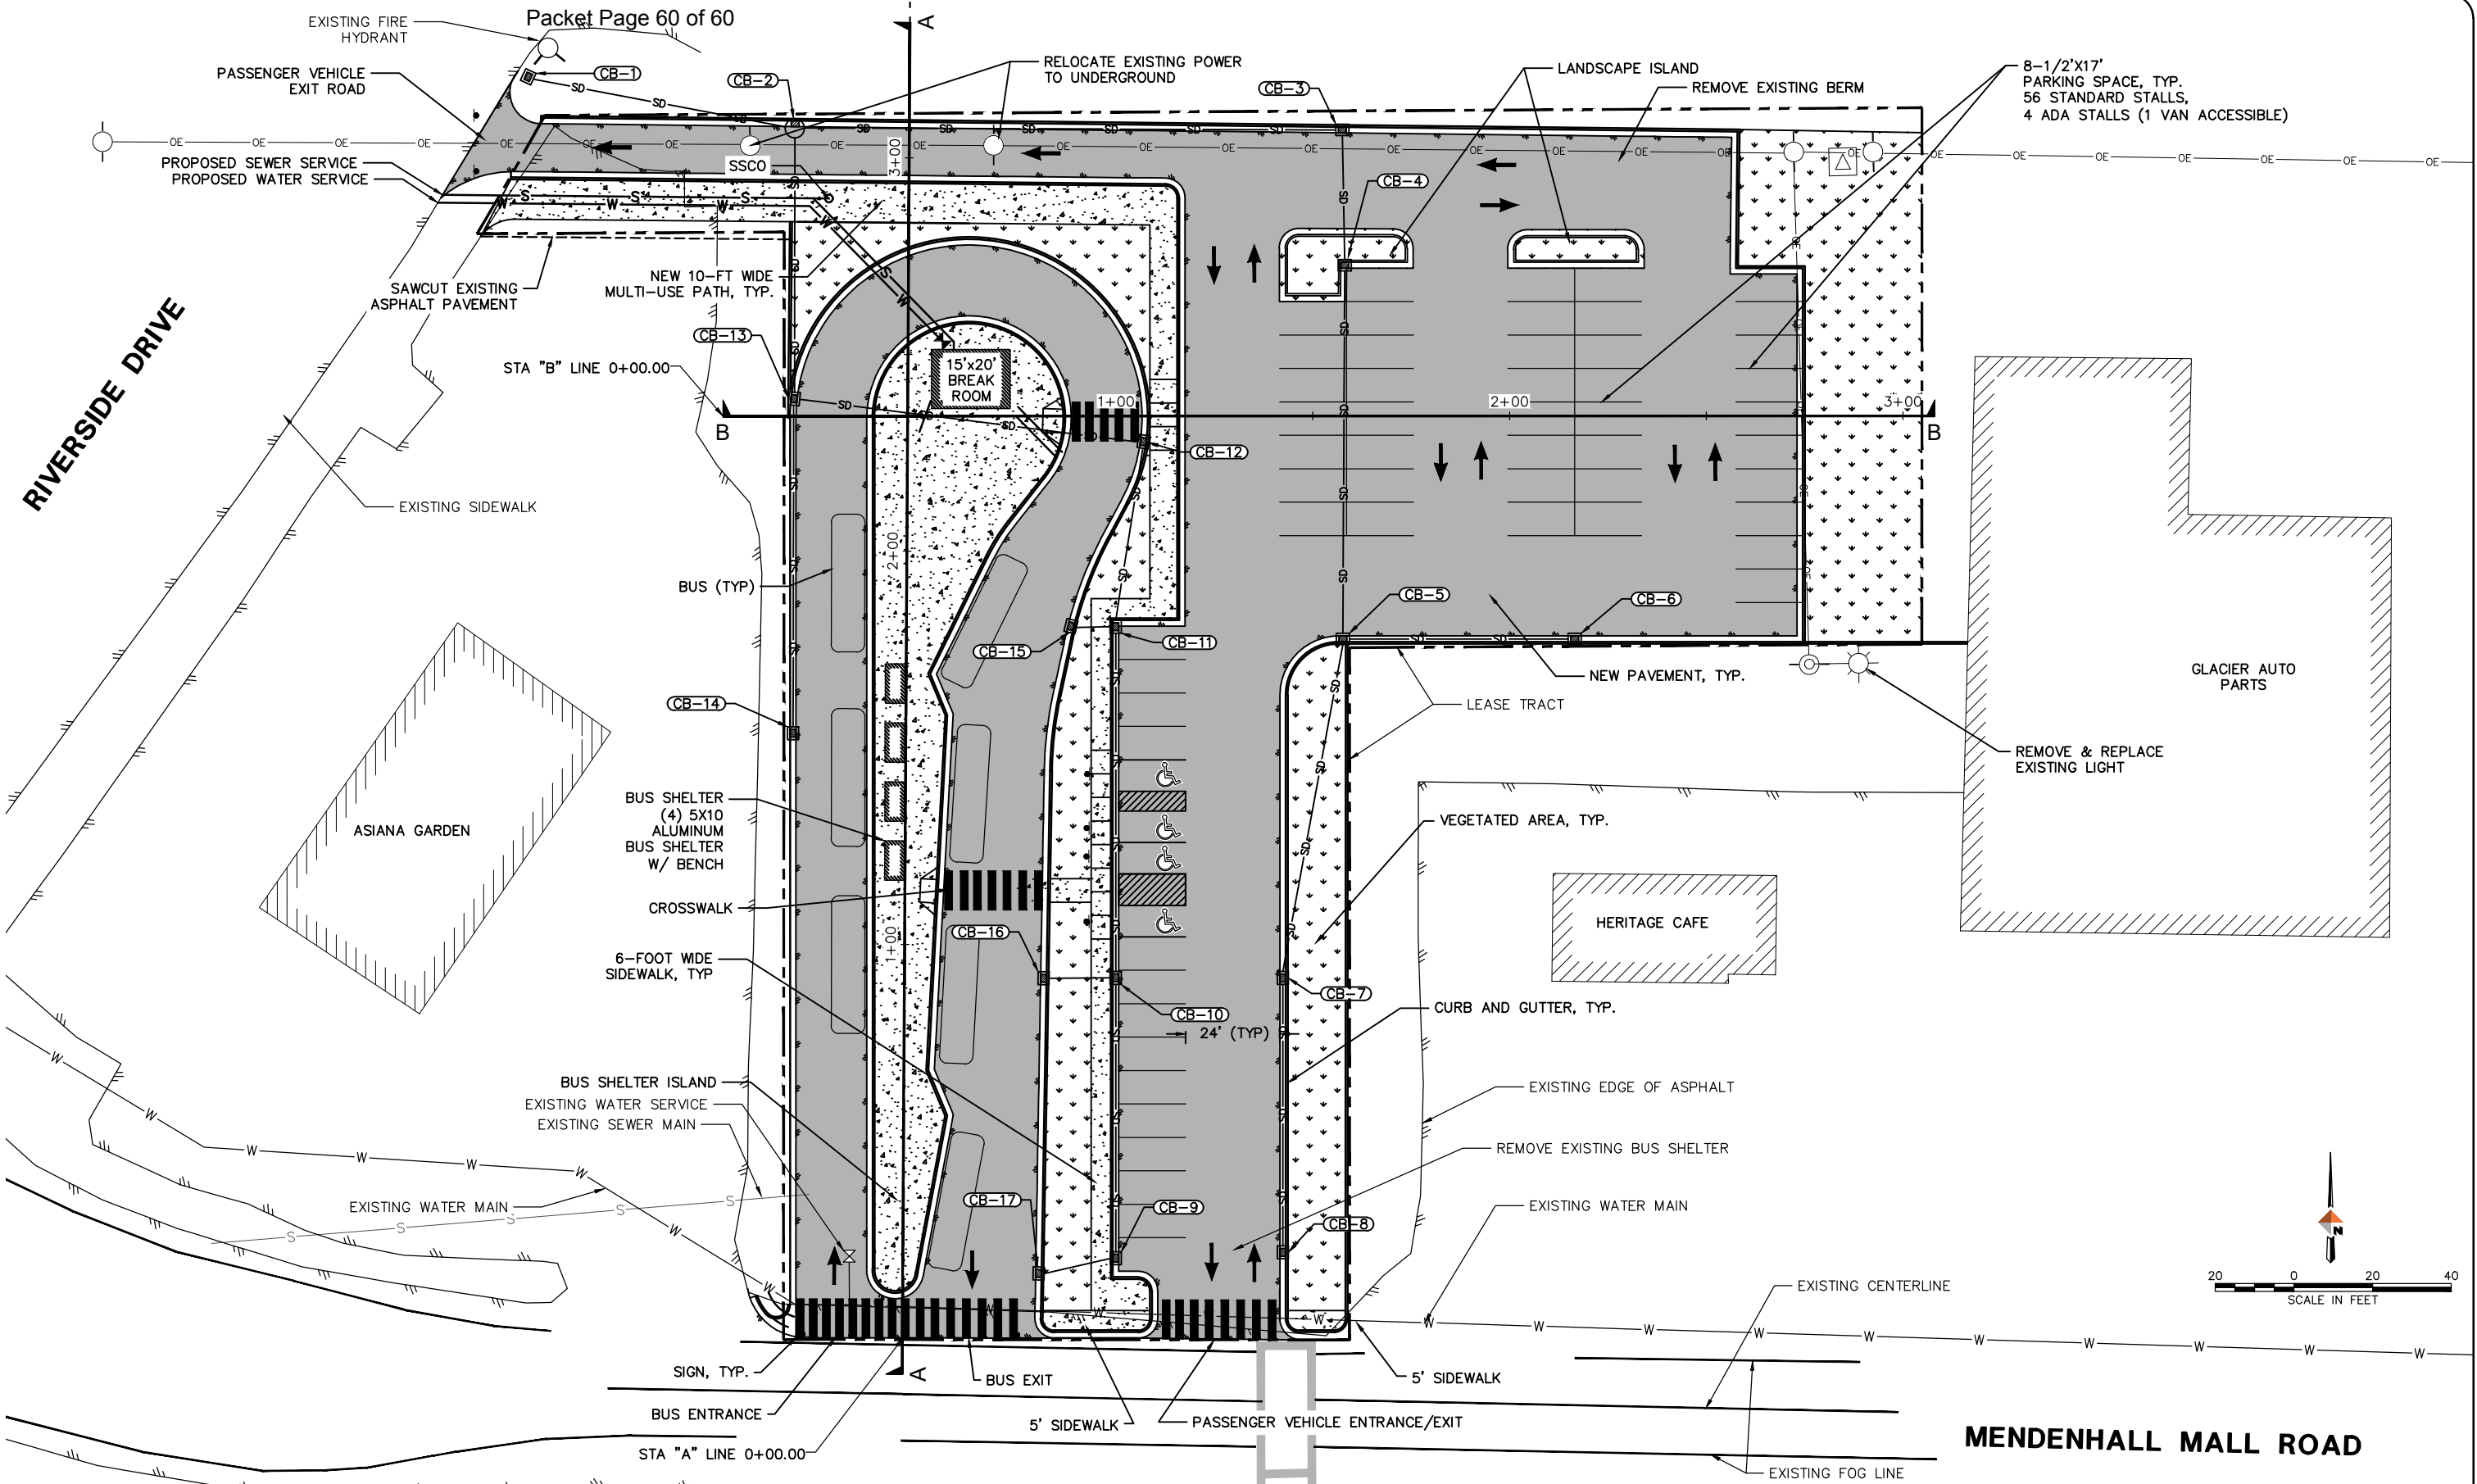 Packet Page 60 of 60
EXISTING FIRE
HYDRANT
PASSENGER VEHICLE
EXIT ROAD
CB-1
CB-2
A
RELOCATE EXISTING POWER
TO UNDERGROUND
CB-3
LANDSCAPE ISLAND
REMOVE EXISTING BERM
8-1/2'X17'
PARKING SPACE, TYP.
56 STANDARD STALLS,
4 ADA STALLS (1 VAN ACCESSIBLE)
PROPOSED SEWER SERVICE
PROPOSED WATER SERVICE
SSCO
3+00
CB-4
SAWCUT EXISTING
ASPHALT PAVEMENT
NEW 10-FT WIDE
MULTI-USE PATH, TYP.
RIVERSIDE DRIVE
CB-13
STA "B" LINE 0+00.00
15'x20'
BREAK
ROOM
1+00
2+00
3+00
B
B
CB-12
EXISTING SIDEWALK
2+00
BUS (TYP)
CB-15
CB-11
CB-5
CB-6
NEW PAVEMENT, TYP.
LEASE TRACT
GLACIER AUTO
PARTS
CB-14
REMOVE & REPLACE
EXISTING LIGHT
BUS SHELTER
(4) 5X10
ALUMINUM
BUS SHELTER
W/ BENCH
ASIANA GARDEN
VEGETATED AREA, TYP.
CROSSWALK
HERITAGE CAFE
1+00
CB-16
6-FOOT WIDE
SIDEWALK, TYP
CB-7
CB-10
CURB AND GUTTER, TYP.
24' (TYP)
BUS SHELTER ISLAND
EXISTING WATER SERVICE
EXISTING SEWER MAIN
EXISTING EDGE OF ASPHALT
REMOVE EXISTING BUS SHELTER
EXISTING WATER MAIN
CB-17
CB-9
EXISTING WATER MAIN
CB-8
N
EXISTING CENTERLINE
20 0 20 40
SCALE IN FEET
SIGN, TYP.
A
BUS EXIT
5' SIDEWALK
BUS ENTRANCE
5' SIDEWALK
PASSENGER VEHICLE ENTRANCE/EXIT
MENDENHALL MALL ROAD
STA "A" LINE 0+00.00
EXISTING FOG LINE